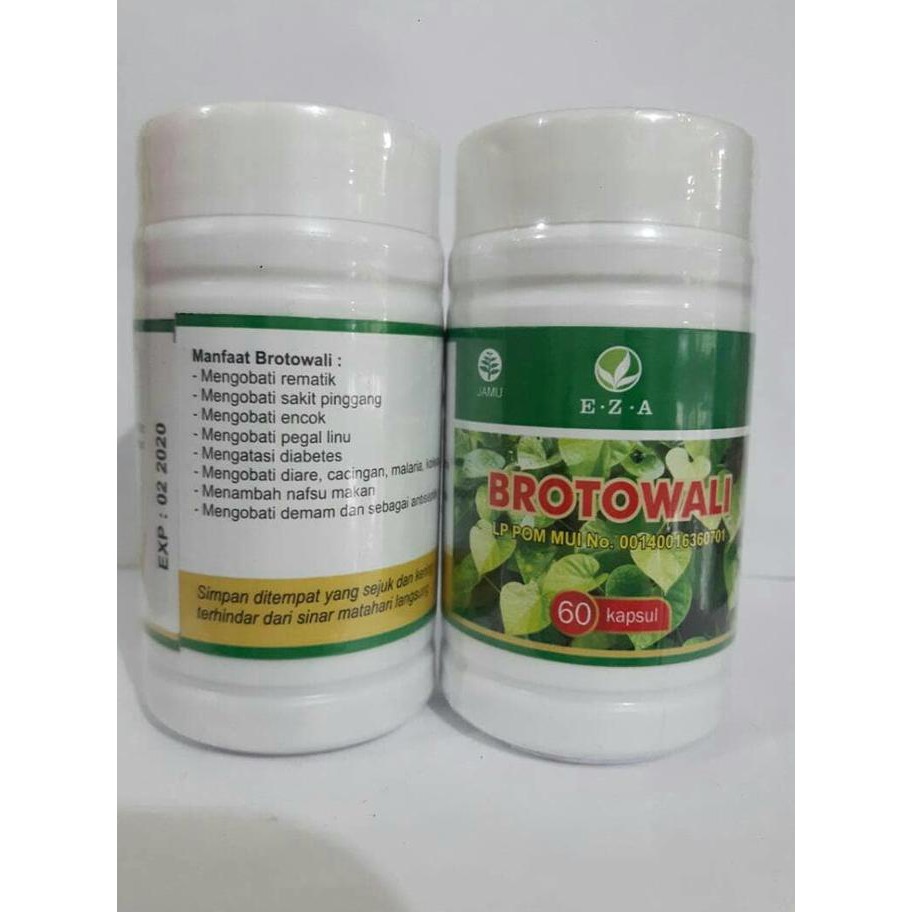 Manfaat Brotowali :
- Mengobati rematik
- Mengobati sakit pinggang
- Mengobati encok
- Mengobati pegal linu
- Mengatasi diabetes
- Mengobati diare, cacingan, malaria,
- Menambah nafsu makan
- Mengobati demam dan sebagai
Simpan ditempat yang sejuk dan
terhindar dari sinar matahari langsung
EXP : 02 2020
JAMU
E·Z·A
BROTOWALI
LP POM MUI No. 00140016360701
60 kapsul